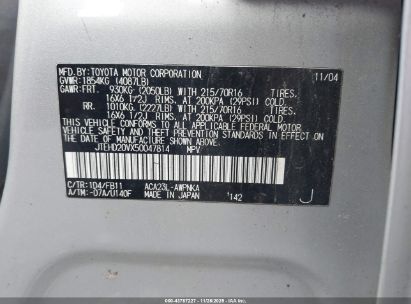 MFD. BY: TOYOTA MOTOR CORPORATION 11/04
GVWR: 1854KG (4087LB)
GAWR: FRT. 930KG (2050LB) WITH 215/70R16 TIRES,
16X6 1/2J RIMS, AT 200KPA (29PSI) COLD
RR. 1010KG (2227LB) WITH 215/70R16 TIRES,
16X6 1/2J RIMS, AT 200KPA (29PSI) COLD
THIS VEHICLE CONFORMS TO ALL APPLICABLE FEDERAL MOTOR
VEHICLE SAFETY, BUMPER, AND THEFT PREVENTION STANDARDS IN EFFECT
ON THE DATE OF MANUFACTURE SHOWN ABOVE.
JTEHD20VX50047814 MPV
C/TR: 1D4/FB11 ACA23L-AWPNKA
A/TM: -07A/U140F MADE IN JAPAN '142 J